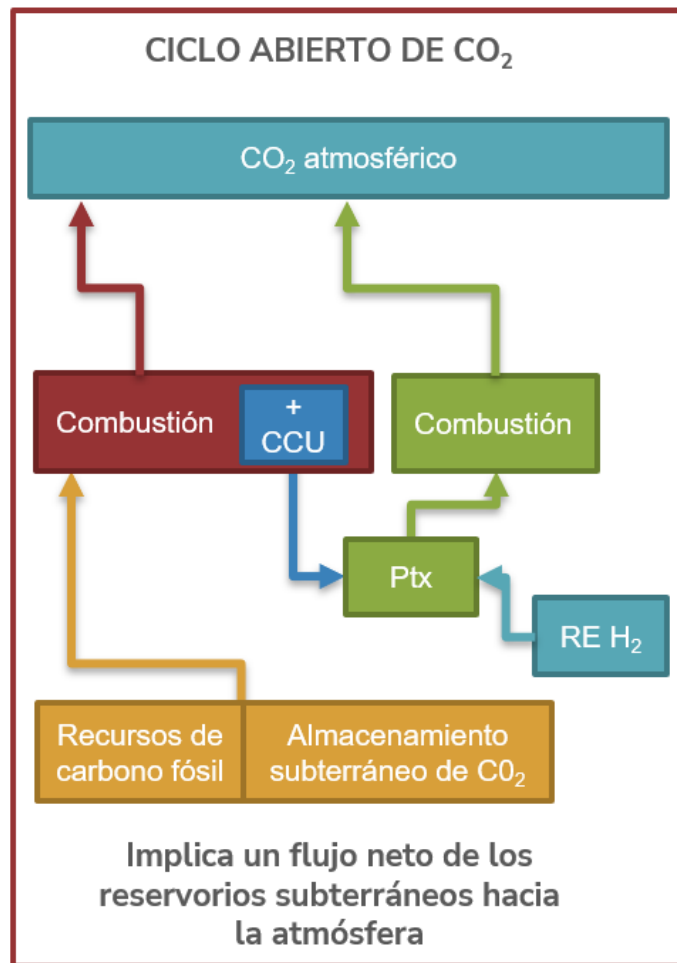 CICLO ABIERTO DE CO₂
CO₂ atmosférico
Combustión
+
CCU
Combustión
Ptx
RE H₂
Recursos de
carbono fósil
Almacenamiento
subterráneo de C0₂
Implica un flujo neto de los
reservorios subterráneos hacia
la atmósfera